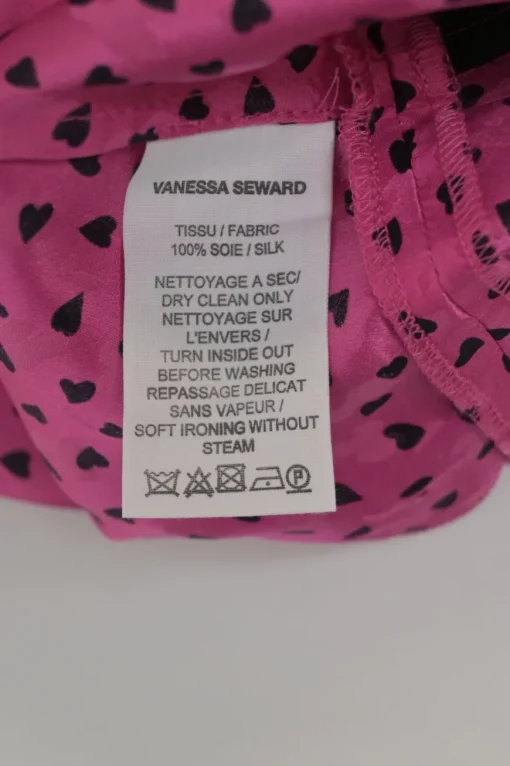 VANESSA SEWARD
TISSU / FABRIC
100% SOIE / SILK
NETTOYAGE A SEC/
DRY CLEAN ONLY
NETTOYAGE SUR
L'ENVERS /
TURN INSIDE OUT
BEFORE WASHING
REPASSAGE DELICAT
SANS VAPEUR /
SOFT IRONING WITHOUT
STEAM
P